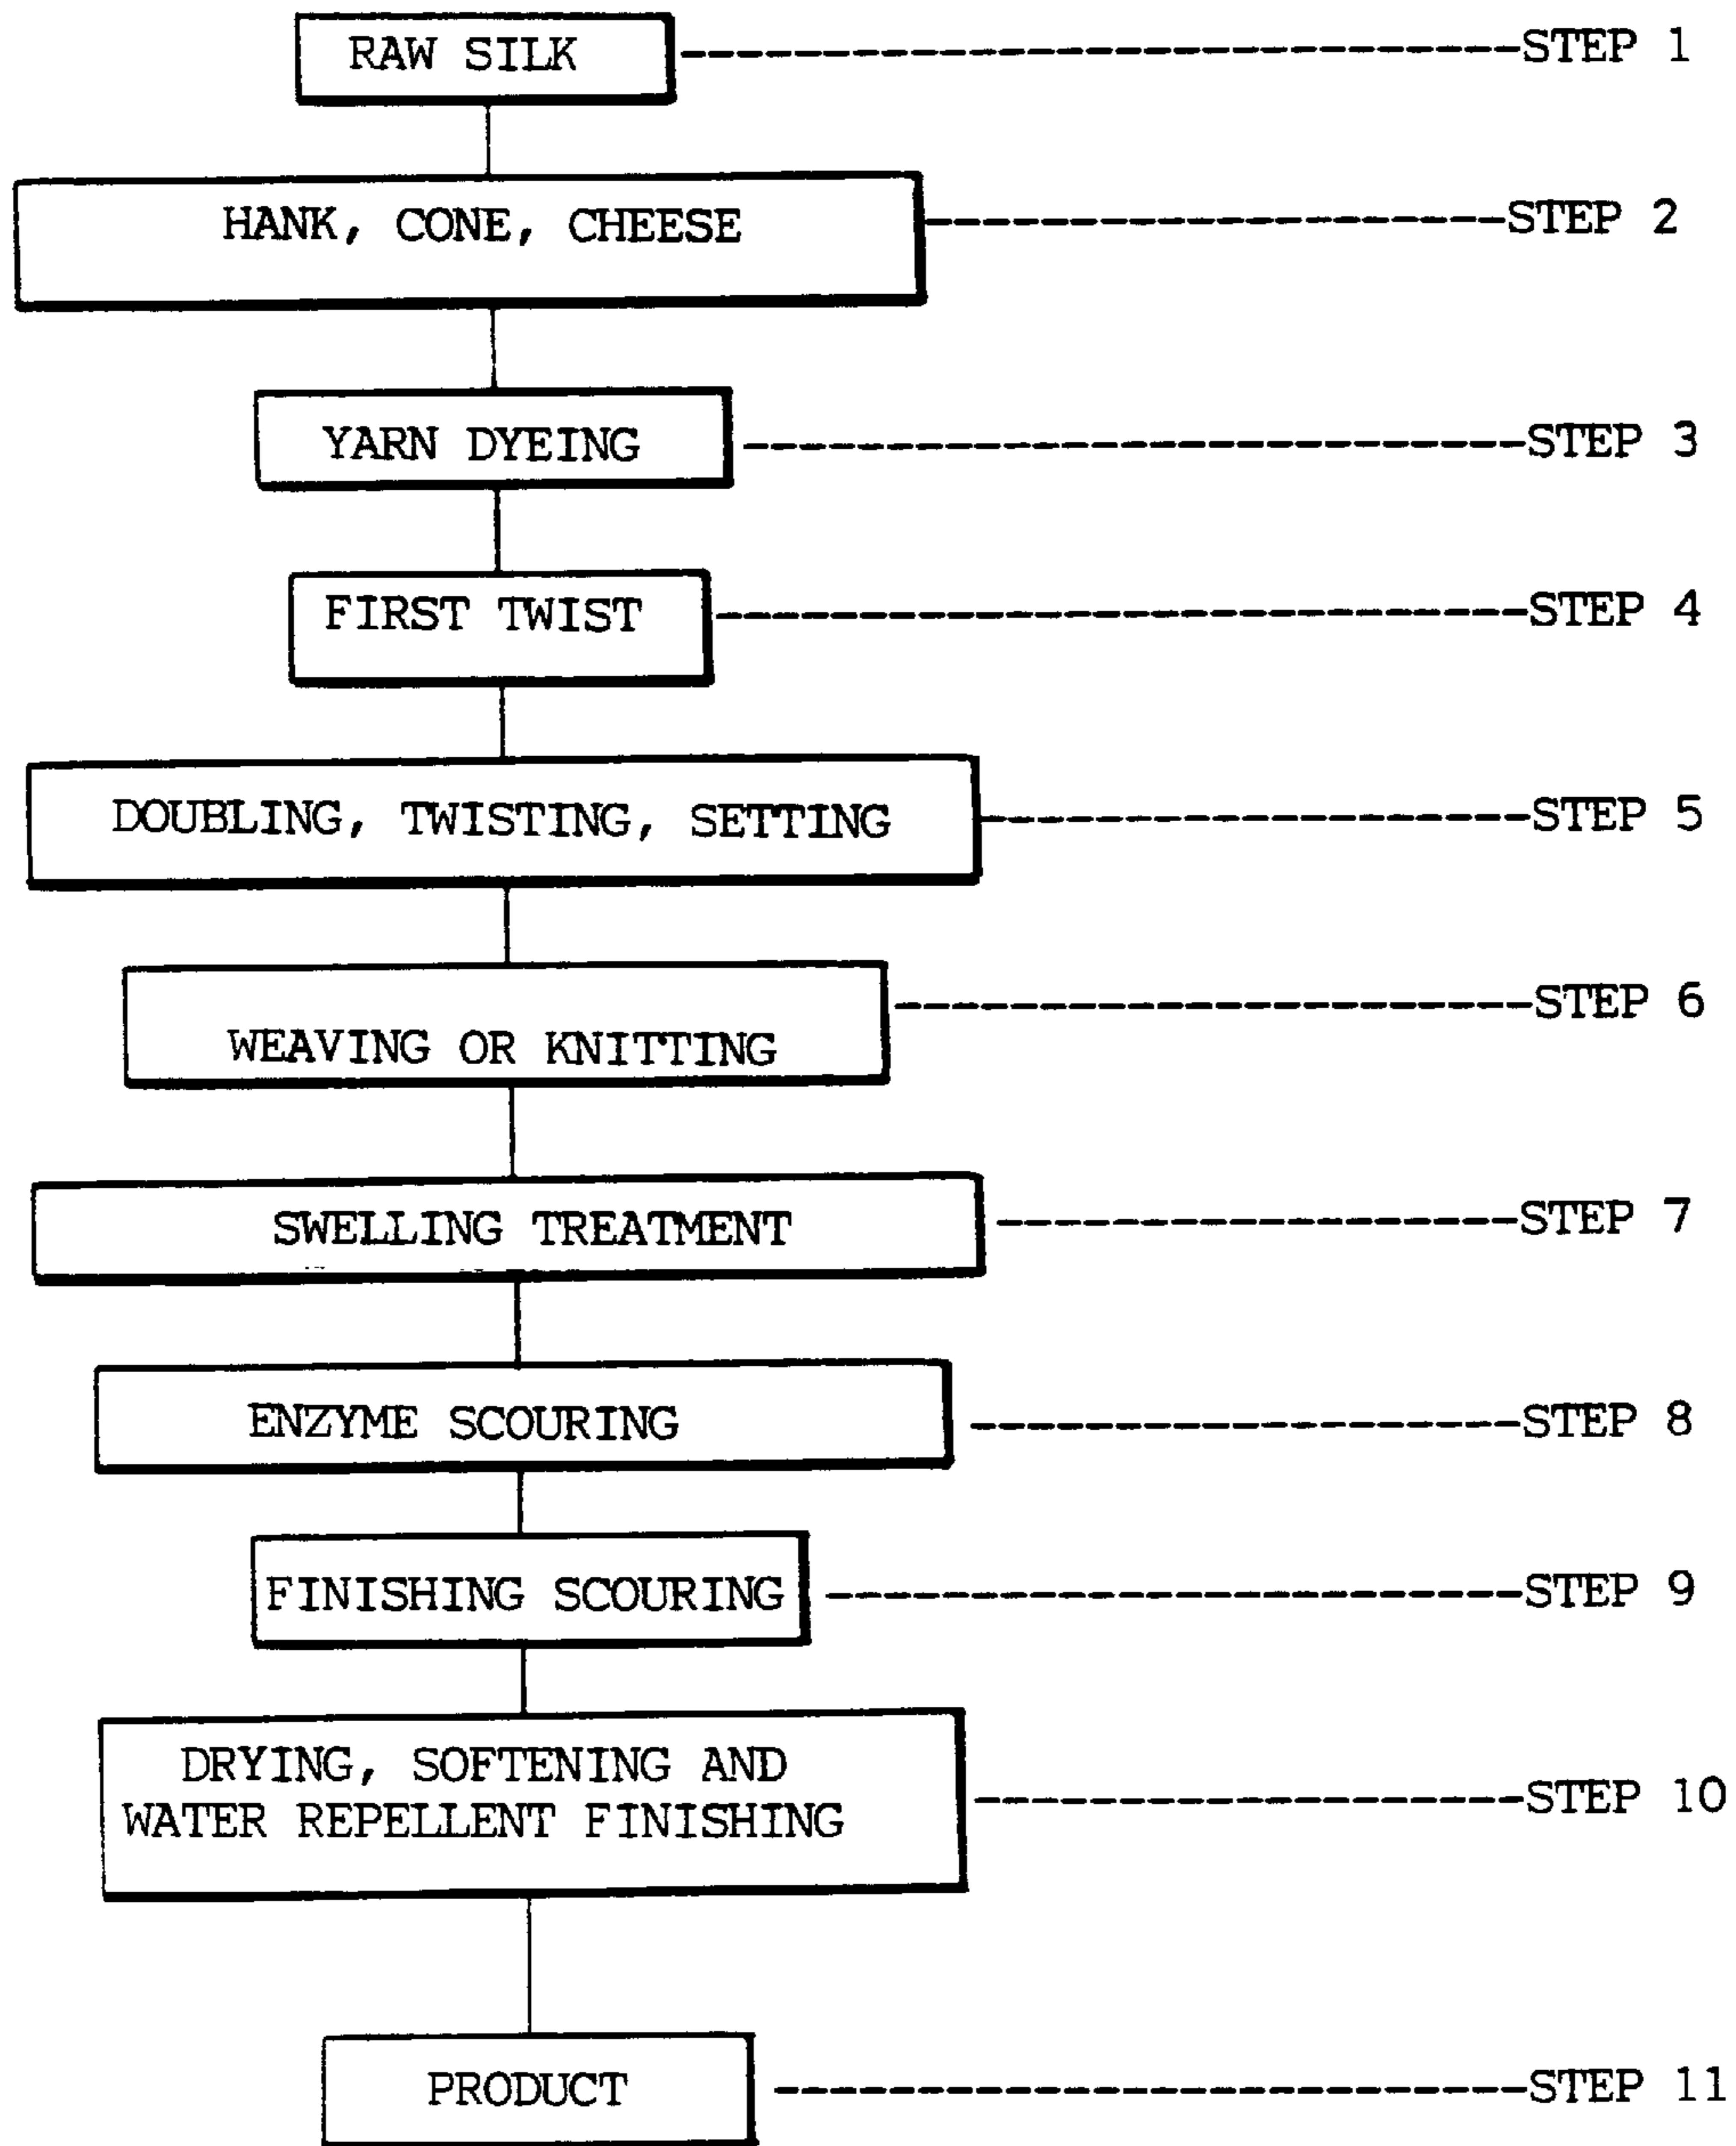 RAW SILK STEP 1
HANK, CONE, CHEESE STEP 2
YARN DYEING STEP 3
FIRST TWIST STEP 4
DOUBLING, TWISTING, SETTING STEP 5
WEAVING OR KNITTING STEP 6
SWELLING TREATMENT STEP 7
ENZYME SCOURING STEP 8
FINISHING SCOURING STEP 9
DRYING, SOFTENING AND
WATER REPELLENT FINISHING STEP 10
PRODUCT STEP 11